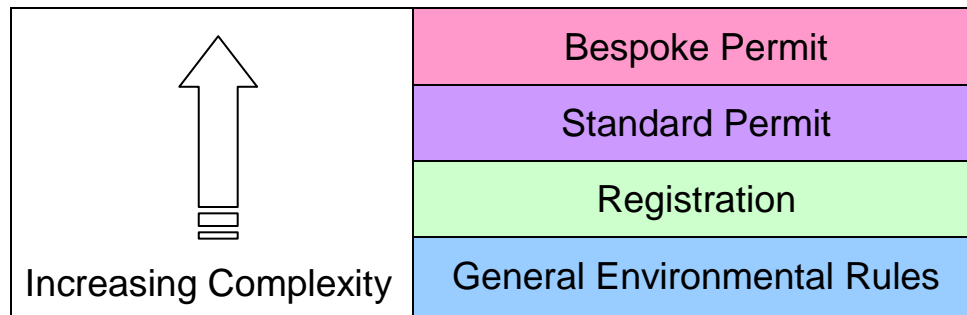 Bespoke Permit
Standard Permit
Registration
General Environmental Rules
Increasing Complexity